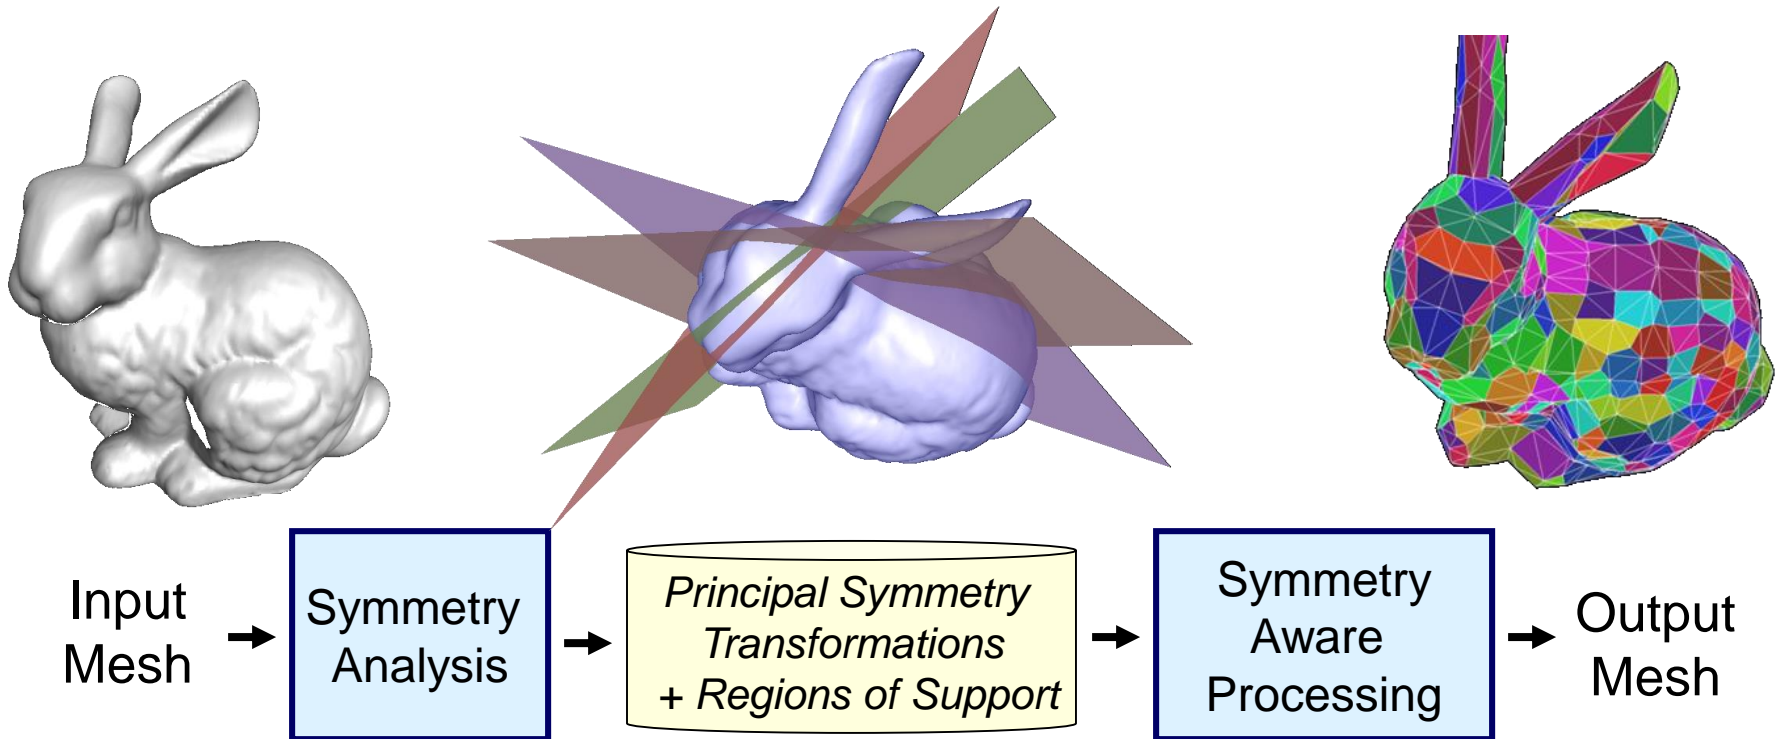 Input
Mesh
Symmetry
Analysis
Principal Symmetry
Transformations
+ Regions of Support
Symmetry
Aware
Processing
Output
Mesh